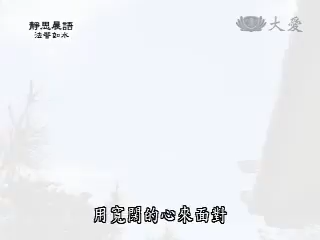 靜思晨語
法譬如水
大愛
用寬闊的心來面對